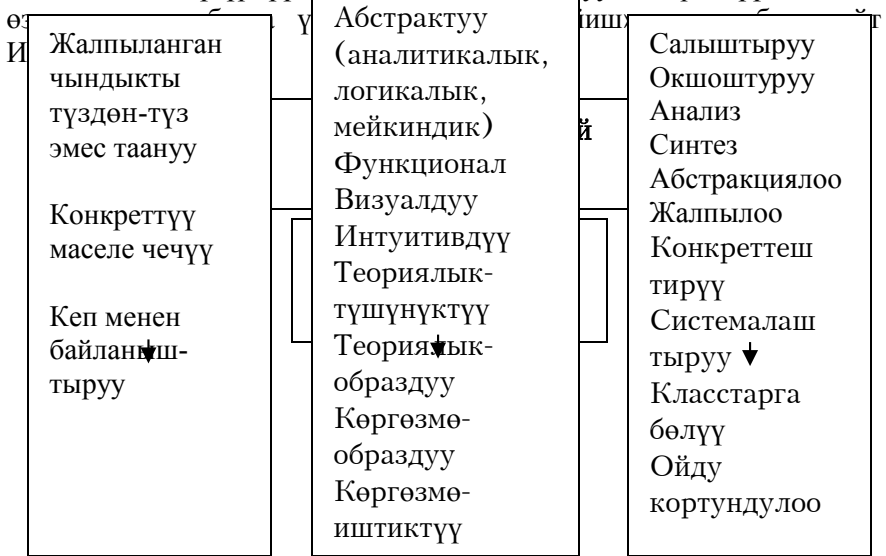 Жалпыланган
чындыкты
түздөн-түз
эмес таануу
Конкреттүү
маселе чечүү
Кеп менен
байланыш-
тыруу
Абстрактуу
(аналитикалык,
логикалык,
мейкиндик)
Функционал
Визуалдуу
Интуитивдүү
Теориялык-
түшүнүктүү
Теориялык-
образдуу
Көргөзмө-
образдуу
Көргөзмө-
иштиктүү
Салыштыруу
Окшоштуруу
Анализ
Синтез
Абстракциялоо
Жалпылоо
Конкреттеш
тирүү
Системалаш
тыруу
Класстарга
бөлүү
Ойду
кортундулоо